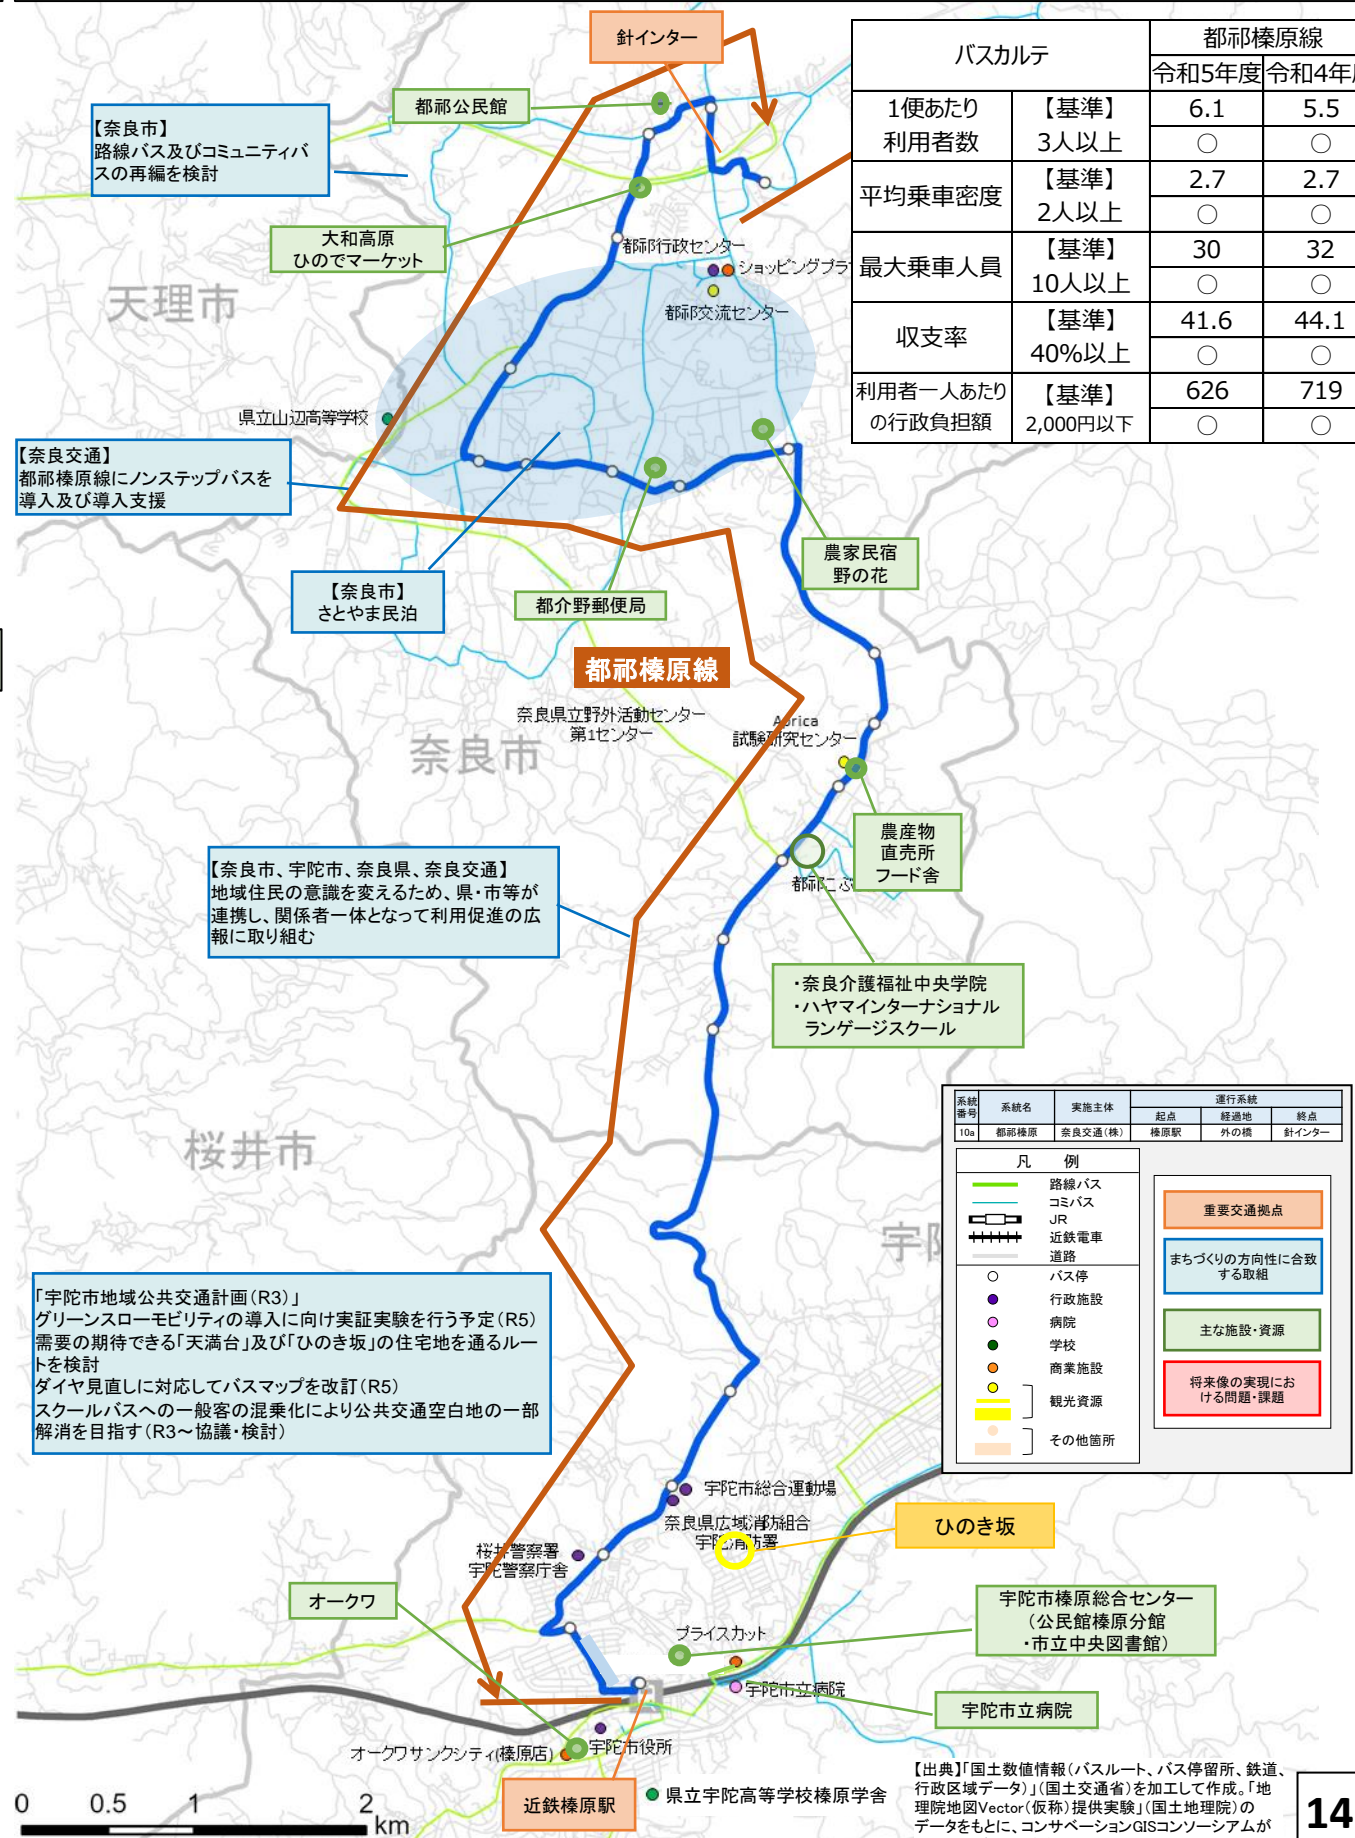 針インター
都祁公民館
【奈良市】
路線バス及びコミュニティバ
スの再編を検討
大和高原
ひのでマーケット
天理市
都祁行政センター
ショッピングプラ
都祁交流センター
バスカルテ
都祁榛原線
令和5年度 令和4年度
1便あたり
利用者数
【基準】
3人以上
6.1 5.5
○ ○
平均乗車密度
【基準】
2人以上
2.7 2.7
○ ○
最大乗車人員
【基準】
10人以上
30 32
○ ○
収支率
【基準】
40%以上
41.6 44.1
○ ○
利用者一人あたり
の行政負担額
【基準】
2,000円以下
626 719
○ ○
県立山辺高等学校
【奈良交通】
都祁榛原線にノンステップバスを
導入及び導入支援
【奈良市】
さとやま民泊
都介野郵便局
農家民宿
野の花
都祁榛原線
奈良県立野外活動センター
第1センター
奈良市
Aprica
試験研究センター
農産物
直売所
フード舎
都祁こぶ
【奈良市、宇陀市、奈良県、奈良交通】
地域住民の意識を変えるため、県・市等が
連携し、関係者一体となって利用促進の広
報に取り組む
・奈良介護福祉中央学院
・ハヤマインターナショナル
ランゲージスクール
桜井市
宇陀
系統番号 系統名 実施主体 運行系統
起点 経過地 終点
10a 都祁榛原 奈良交通(株) 榛原駅 外の橋 針インター
凡 例
路線バス
コミバス
JR
近鉄電車
道路
バス停
行政施設
病院
学校
商業施設
観光資源
その他箇所
重要交通拠点
まちづくりの方向性に合致
する取組
主な施設・資源
将来像の実現にお
ける問題・課題
「宇陀市地域公共交通計画(R3)」
グリーンスローモビリティの導入に向け実証実験を行う予定(R5)
需要の期待できる「天満台」及び「ひのき坂」の住宅地を通るルー
トを検討
ダイヤ見直しに対応してバスマップを改訂(R5)
スクールバスへの一般客の混乗化により公共交通空白地の一部
解消を目指す(R3～協議・検討)
宇陀市総合運動場
奈良県広域消防組合
宇陀消防署
ひのき坂
桜井警察署
宇陀警察庁舎
オークワ
プライスカット
宇陀市榛原総合センター
(公民館榛原分館
・市立中央図書館)
宇陀市立病院
宇陀市立病院
オークワサンクシティ(榛原店)
宇陀市役所
近鉄榛原駅
県立宇陀高等学校榛原学舎
0 0.5 1 2
km
【出典】「国土数値情報(バスルート、バス停留所、鉄道、
行政区域データ)」(国土交通省)を加工して作成。「地
理院地図Vector(仮称)提供実験」(国土地理院)の
データをもとに、コンサベーションGISコンソーシアムが
14